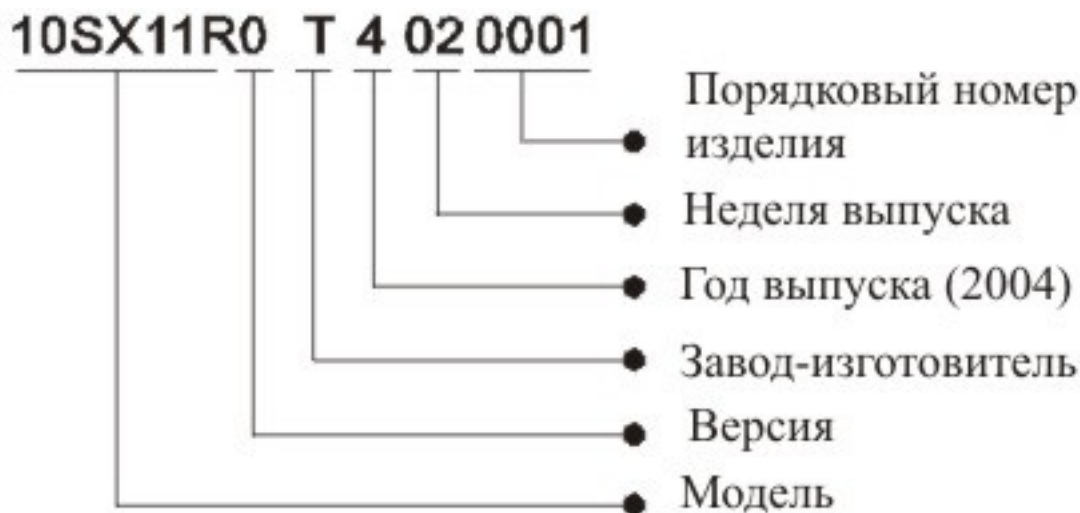 10SX11R0 T 4 02 0001
Порядковый номер
изделия
Неделя выпуска
Год выпуска (2004)
Завод-изготовитель
Версия
Модель